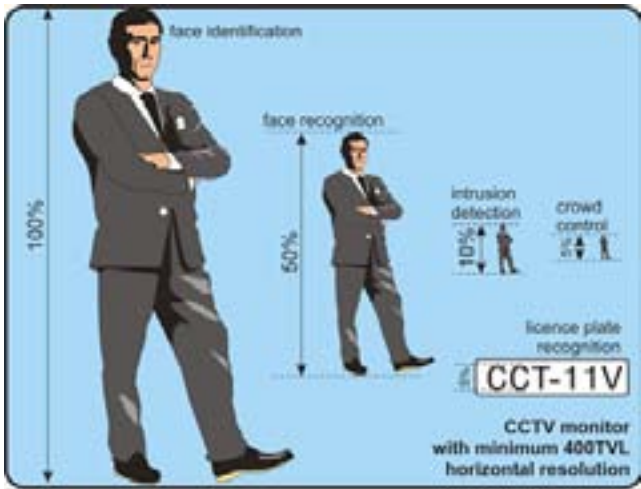 face identification
100%
face recognition
50%
intrusion
detection
10%
crowd
control
5%
licence plate
recognition
5%
CCT-11V
CCTV monitor
with minimum 400TVL
horizontal resolution